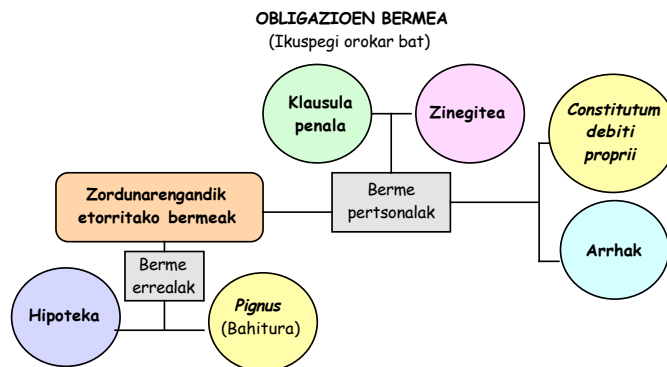 OBLIGAZIOEN BERMEA
(Ikuspegi orokar bat)
Klausula
penala
Zinegitea
Constitutum
debiti
proprii
Zordunarengandik
etorritako bermeak
Berme
pertsonalak
Arrhak
Berme
errealak
Hipoteka
Pignus
(Bahitura)